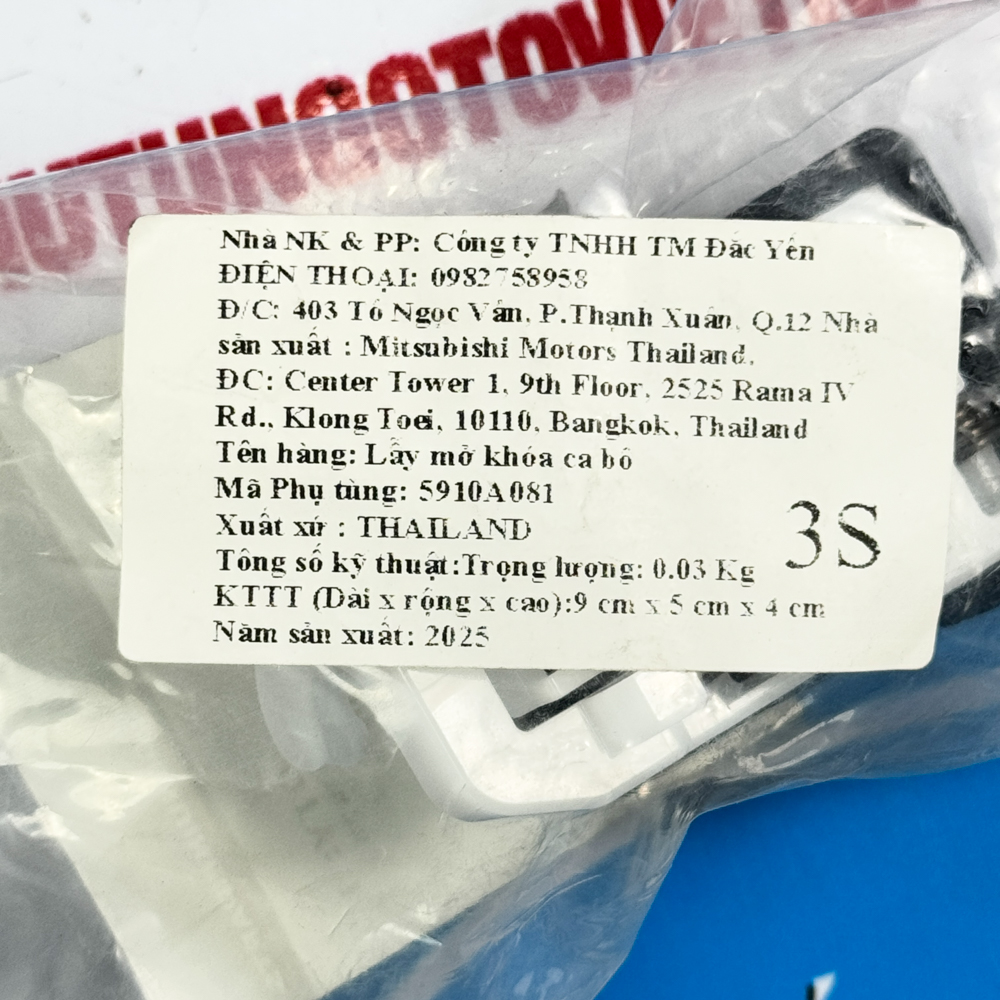 UTUNGOTOVI
Nhà NK & PP: Công ty TNHH TM Đắc Yên
ĐIỆN THOẠI: 0982758958
Đ/C: 403 Tô Ngọc Vân, P.Thạnh Xuân, Q.12 Nhà
sản xuất : Mitsubishi Motors Thailand,
ĐC: Center Tower 1, 9th Floor, 2525 Rama IV
Rd., Klong Toei, 10110, Bangkok, Thailand
Tên hàng: Lẫy mở khóa ca bô
Mã Phụ tùng: 5910A081
Xuất xứ : THAILAND
3S
Tông số kỹ thuật:Trọng lượng: 0.03 Kg
KTTT (Dài x rộng x cao):9 cm x 5 cm x 4 cm
Năm sản xuất: 2025